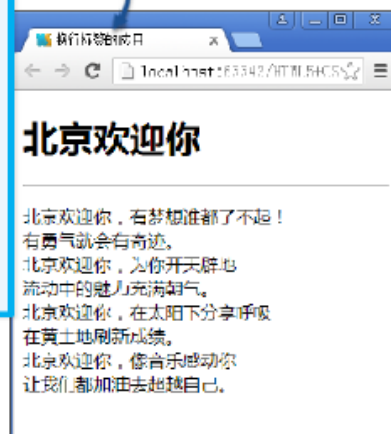 换行标签的应用
localhost:63342/HTML5+CSS
北京欢迎你
北京欢迎你，有梦想谁都了不起！
有勇气就会有奇迹。
北京欢迎你，为你开天辟地
流动中的魅力充满朝气。
北京欢迎你，在太阳下分享呼吸
在黄土地刷新成绩。
北京欢迎你，像音乐感动你
让我们都加油去超越自己。